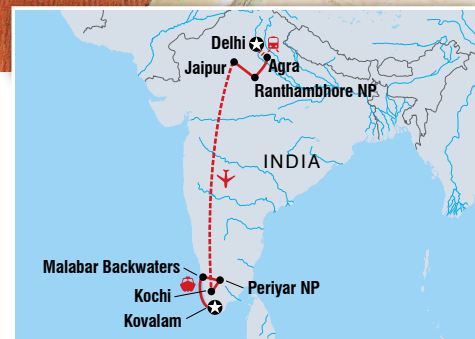 Delhi
Jaipur
Agra
Ranthambhore NP
INDIA
Malabar Backwaters
Periyar NP
Kochi
Kovalam